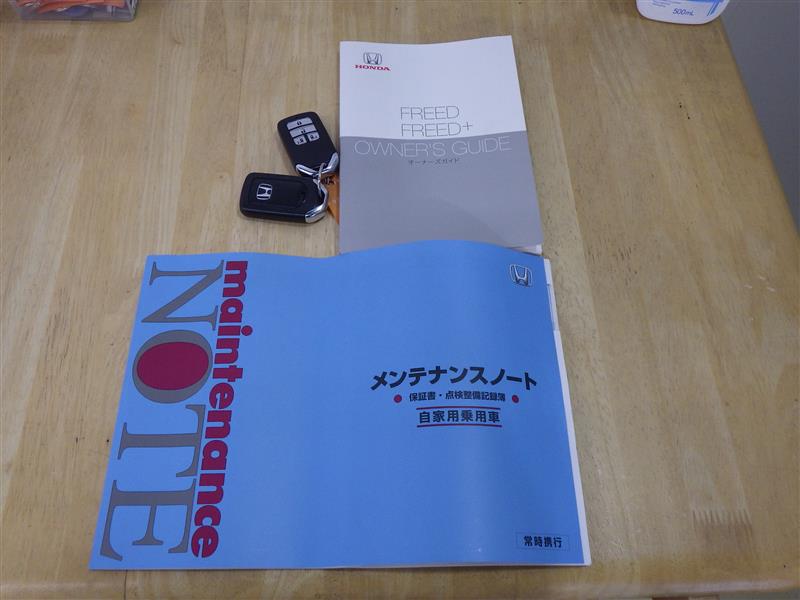 500mL
HONDA
FREED
FREED+
OWNER'S GUIDE
オーナーズガイド
maintenance
NOTE
メンテナンスノート
● 保証書・点検整備記録簿 ●
自家用乗用車
常時携行